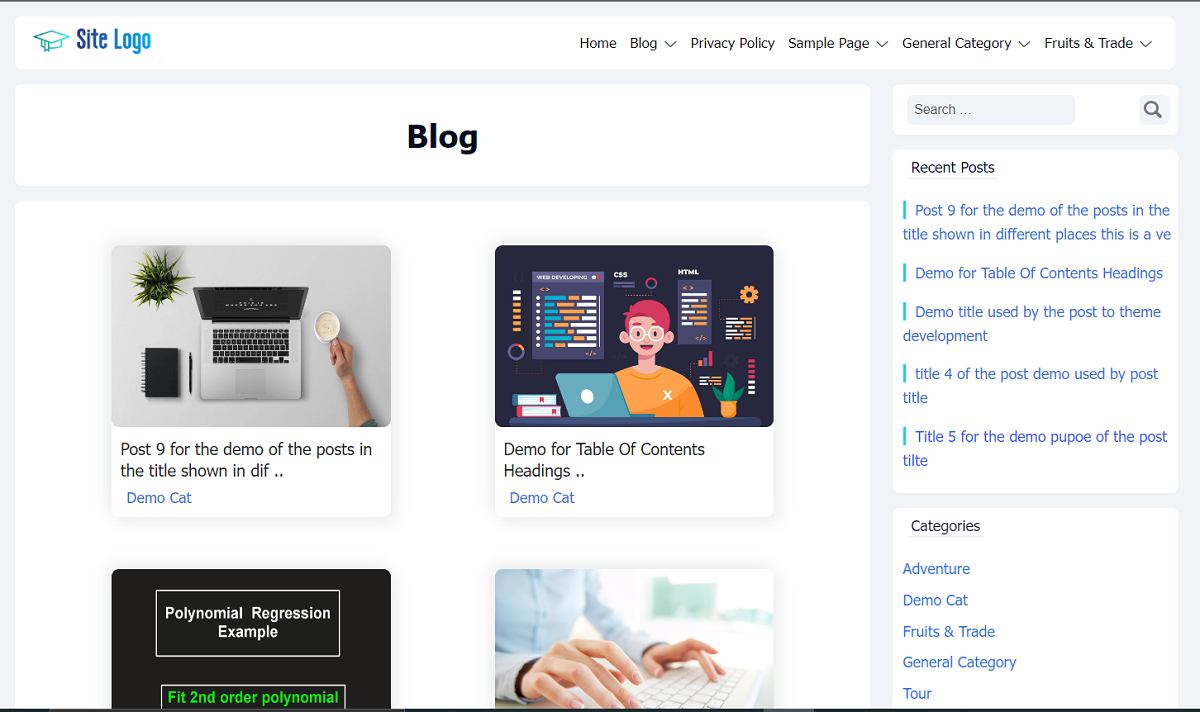 Site Logo
Home Blog Privacy Policy Sample Page General Category Fruits & Trade
Blog
WEB DEVELOPING
CSS
HTML
X
Post 9 for the demo of the posts in
the title shown in dif ..
Demo Cat
Demo for Table Of Contents
Headings ..
Demo Cat
Polynomial Regression
Example
Fit 2nd order polynomial
Search …
Recent Posts
Post 9 for the demo of the posts in the
title shown in different places this is a ve
Demo for Table Of Contents Headings
Demo title used by the post to theme
development
title 4 of the post demo used by post
title
Title 5 for the demo pupoe of the post
tilte
Categories
Adventure
Demo Cat
Fruits & Trade
General Category
Tour